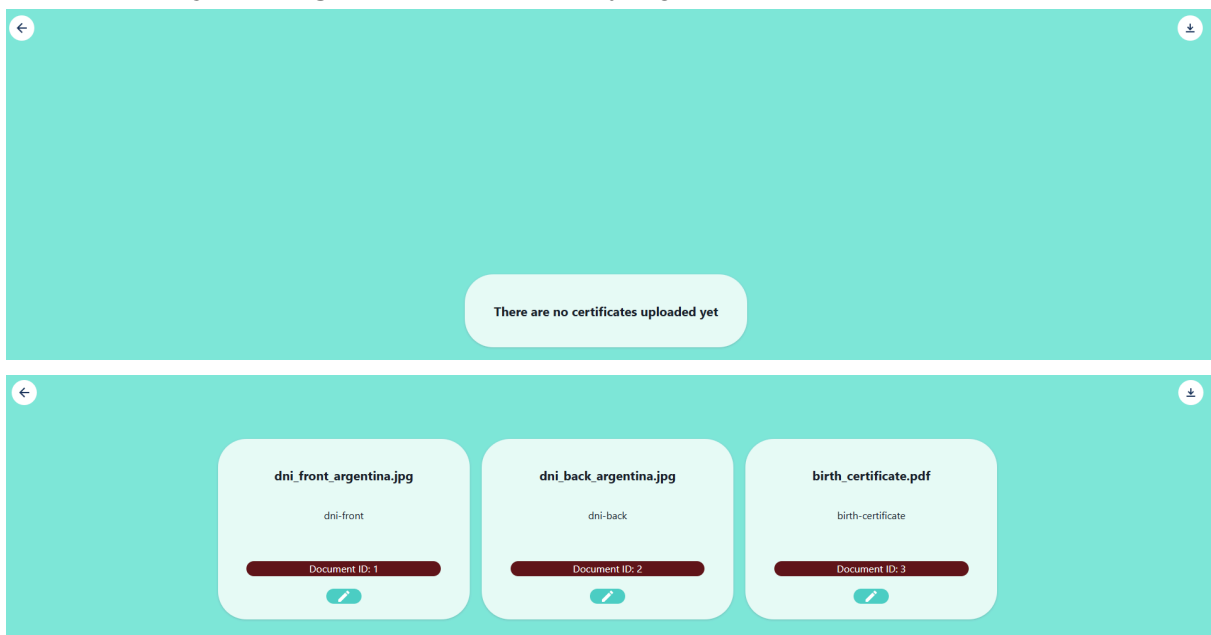 There are no certificates uploaded yet
dni_front_argentina.jpg
dni-front
Document ID: 1
dni_back_argentina.jpg
dni-back
Document ID: 2
birth_certificate.pdf
birth-certificate
Document ID: 3